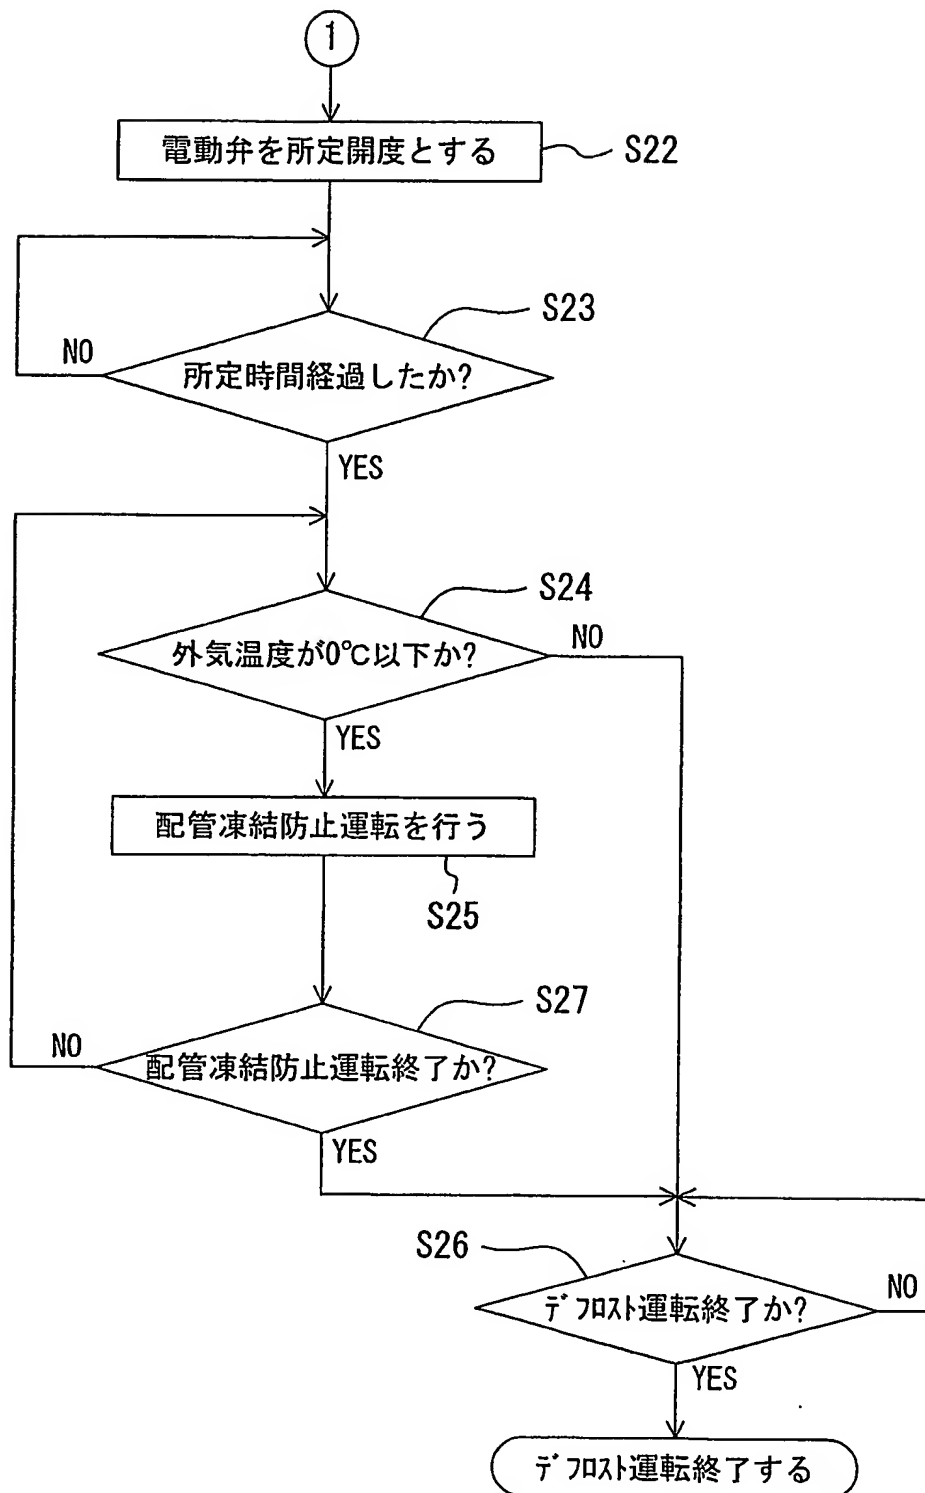 1
電動弁を所定開度とする
S22
S23
NO
所定時間経過したか?
YES
S24
外気温度が0℃以下か?
NO
YES
配管凍結防止運転を行う
S25
S27
NO
配管凍結防止運転終了か?
YES
S26
デフロスト運転終了か?
NO
YES
デフロスト運転終了する